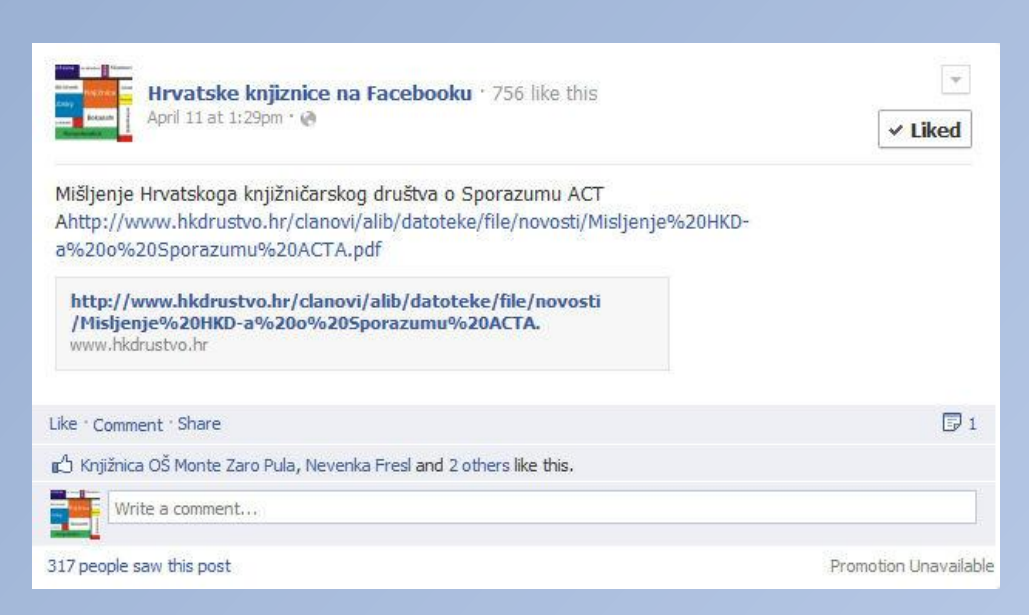 Hrvatske knjiznice na Facebooku · 756 like this
April 11 at 1:29pm ·
Liked
Mišljenje Hrvatskoga knjižničarskog društva o Sporazumu ACT
Ahttp://www.hkdrustvo.hr/clanovi/alib/datoteke/file/novosti/Misljenje%20HKD-
a%20o%20Sporazumu%20ACTA.pdf
http://www.hkdrustvo.hr/clanovi/alib/datoteke/file/novosti
/Misljenje%20HKD-a%20o%20Sporazumu%20ACTA.
www.hkdrustvo.hr
Like · Comment · Share 1
Knjižnica OŠ Monte Zaro Pula, Nevenka Fresl and 2 others like this.
Write a comment...
317 people saw this post Promotion Unavailable